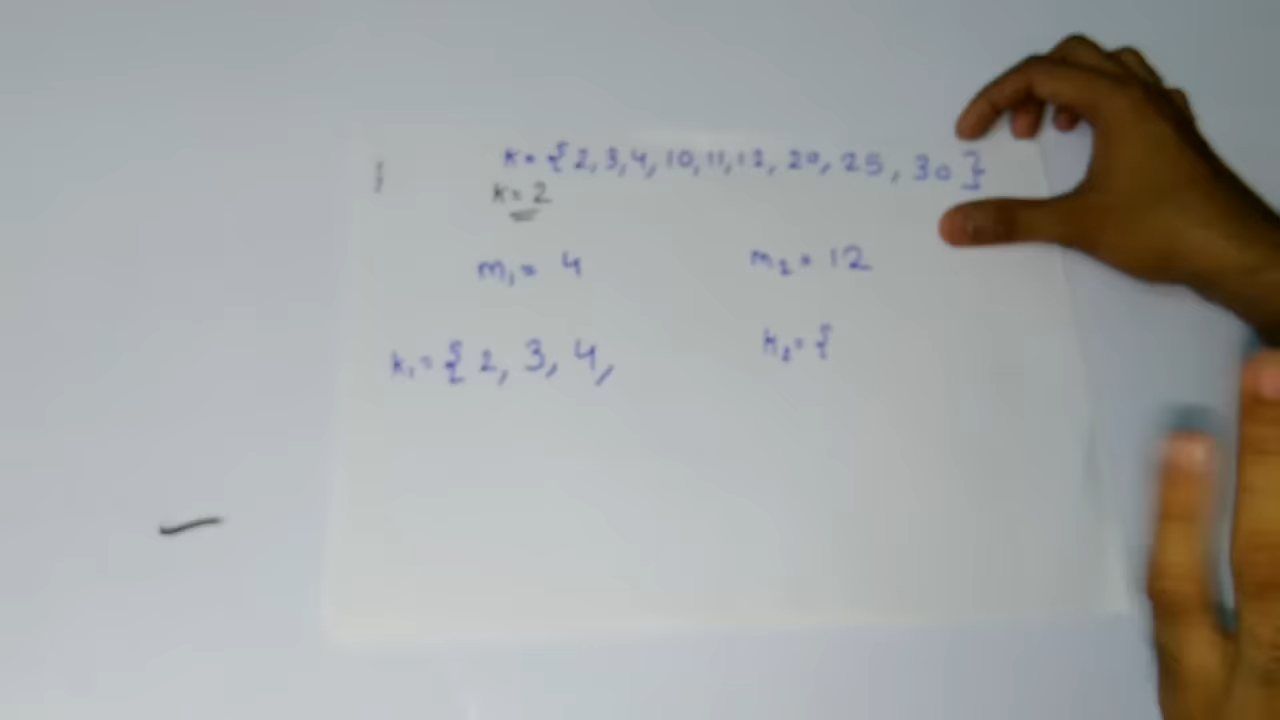 K = {2, 3, 4, 10, 11, 12, 20, 25, 30}
K = 2
m₁ = 4 m₂ = 12
K₁ = {2, 3, 4, K₂ = {